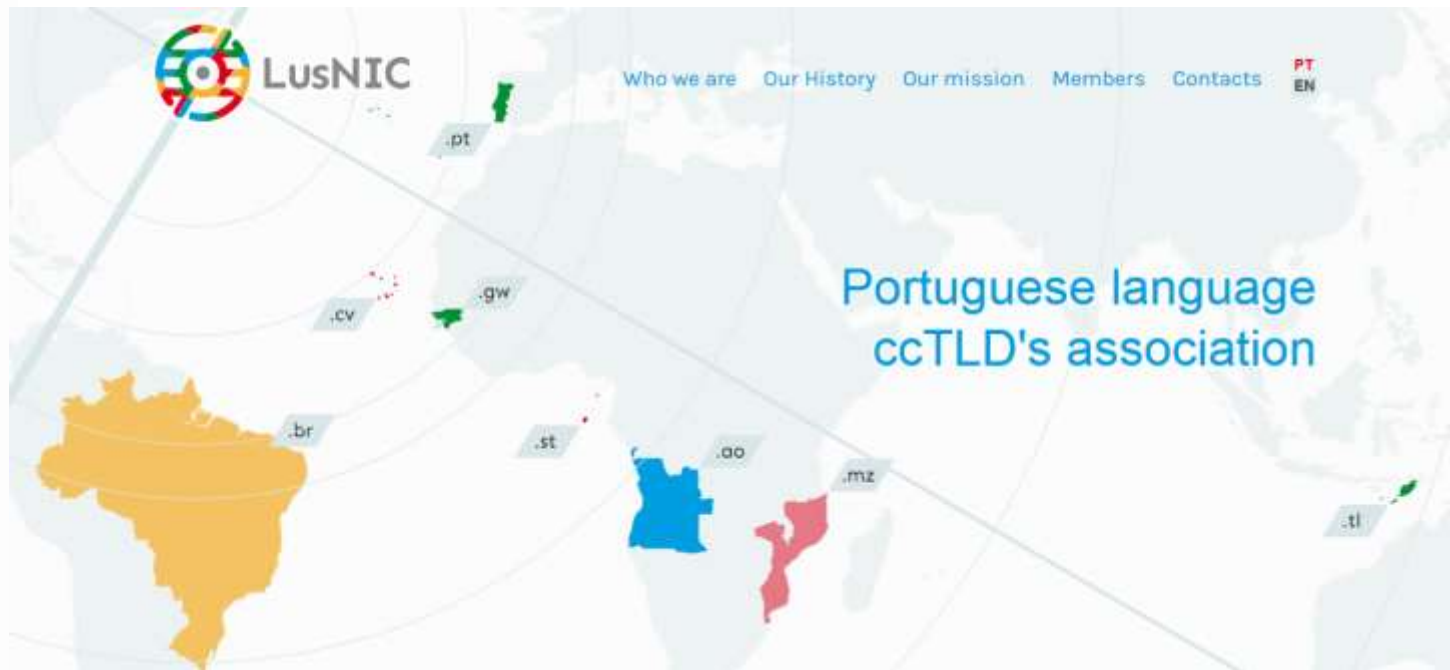 LusNIC
Who we are Our History Our mission Members Contacts PT
EN
.pt
.gw
.cv
Portuguese language
ccTLD's association
.br
.st
.ao
.mz
.tl